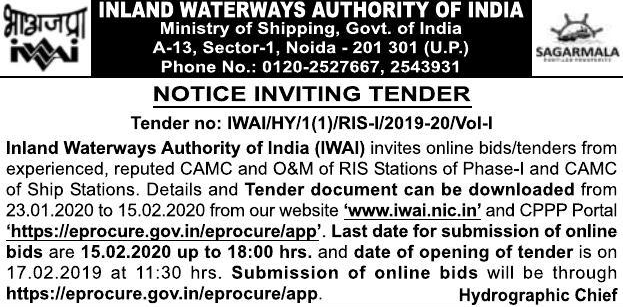 भाअजप्रा
iwai
INLAND WATERWAYS AUTHORITY OF INDIA
Ministry of Shipping, Govt. of India
A-13, Sector-1, Noida - 201 301 (U.P.)
Phone No.: 0120-2527667, 2543931
SAGARMALA
NOTICE INVITING TENDER
Tender no: IWAI/HY/1(1)/RIS-I/2019-20/Vol-I
Inland Waterways Authority of India (IWAI) invites online bids/tenders from
experienced, reputed CAMC and O&M of RIS Stations of Phase-I and CAMC
of Ship Stations. Details and Tender document can be downloaded from
23.01.2020 to 15.02.2020 from our website ‘www.iwai.nic.in’ and CPPP Portal
‘https://eprocure.gov.in/eprocure/app’. Last date for submission of online
bids are 15.02.2020 up to 18:00 hrs. and date of opening of tender is on
17.02.2019 at 11:30 hrs. Submission of online bids will be through
https://eprocure.gov.in/eprocure/app. Hydrographic Chief